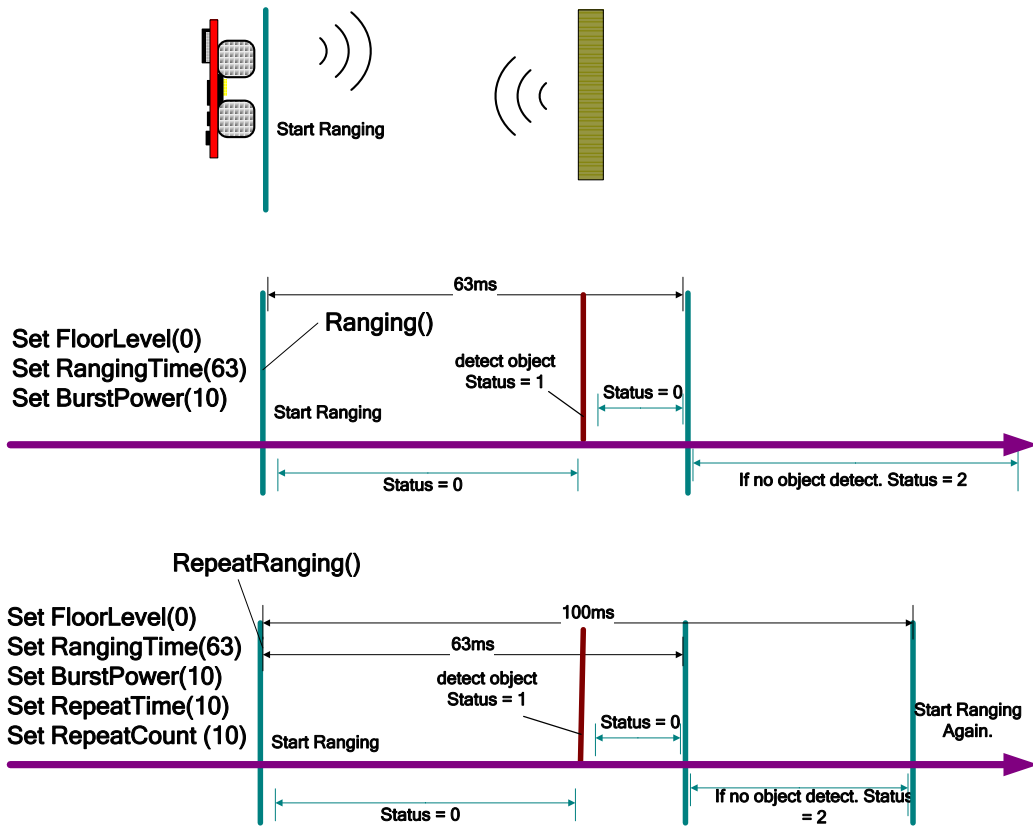 Start Ranging
63ms
Ranging()
Set FloorLevel(0)
Set RangingTime(63)
Set BurstPower(10)
detect object
Status = 1
Status = 0
Start Ranging
Status = 0
If no object detect. Status = 2
RepeatRanging()
100ms
Set FloorLevel(0)
Set RangingTime(63)
Set BurstPower(10)
Set RepeatTime(10)
Set RepeatCount (10)
63ms
detect object
Status = 1
Status = 0
Start Ranging
Again.
Start Ranging
Status = 0
If no object detect. Status
= 2